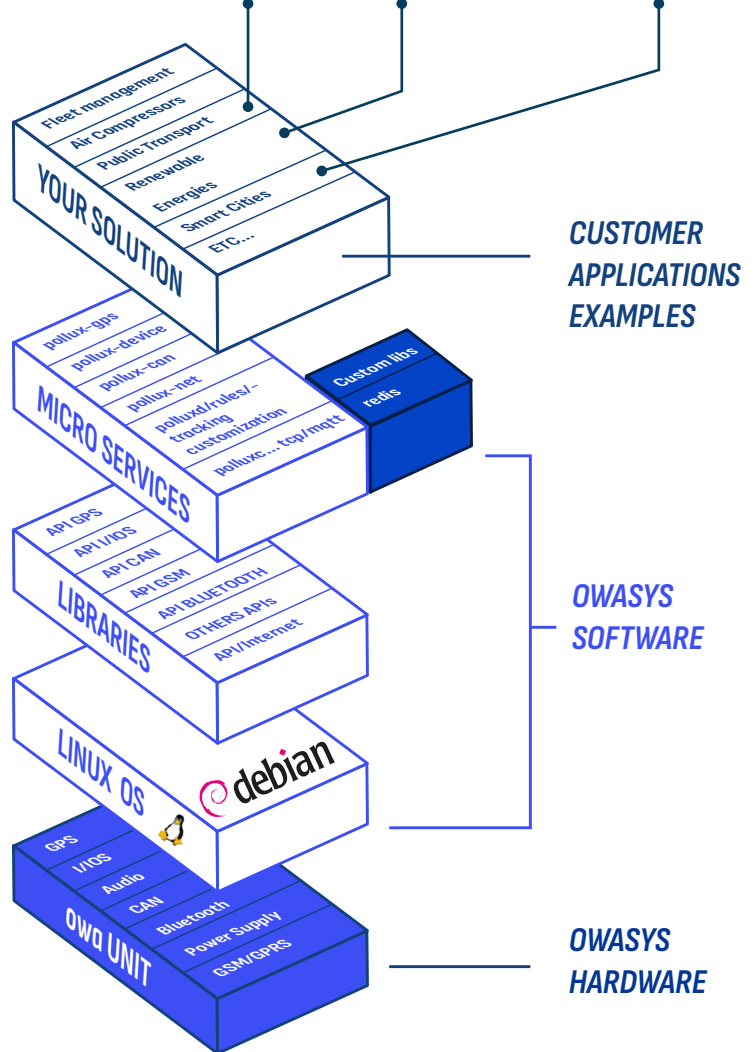 Fleet management
Air Compressors
Public Transport
Renewable
Energies
Smart Cities
ETC...
YOUR SOLUTION
CUSTOMER
APPLICATIONS
EXAMPLES
pollux-gps
pollux-device
pollux-can
pollux-net
polluxd/rules/-
tracking
customization
polluxc... tcp/mqtt
MICRO SERVICES
Custom libs
redis
API GPS
API I/IOS
API CAN
API GSM
API BLUETOOTH
OTHERS APIs
API/Internet
LIBRARIES
OWASYS
SOFTWARE
LINUX OS
debian
GPS
I/IOS
Audio
CAN
Bluetooth
Power Supply
GSM/GPRS
owa UNIT
OWASYS
HARDWARE